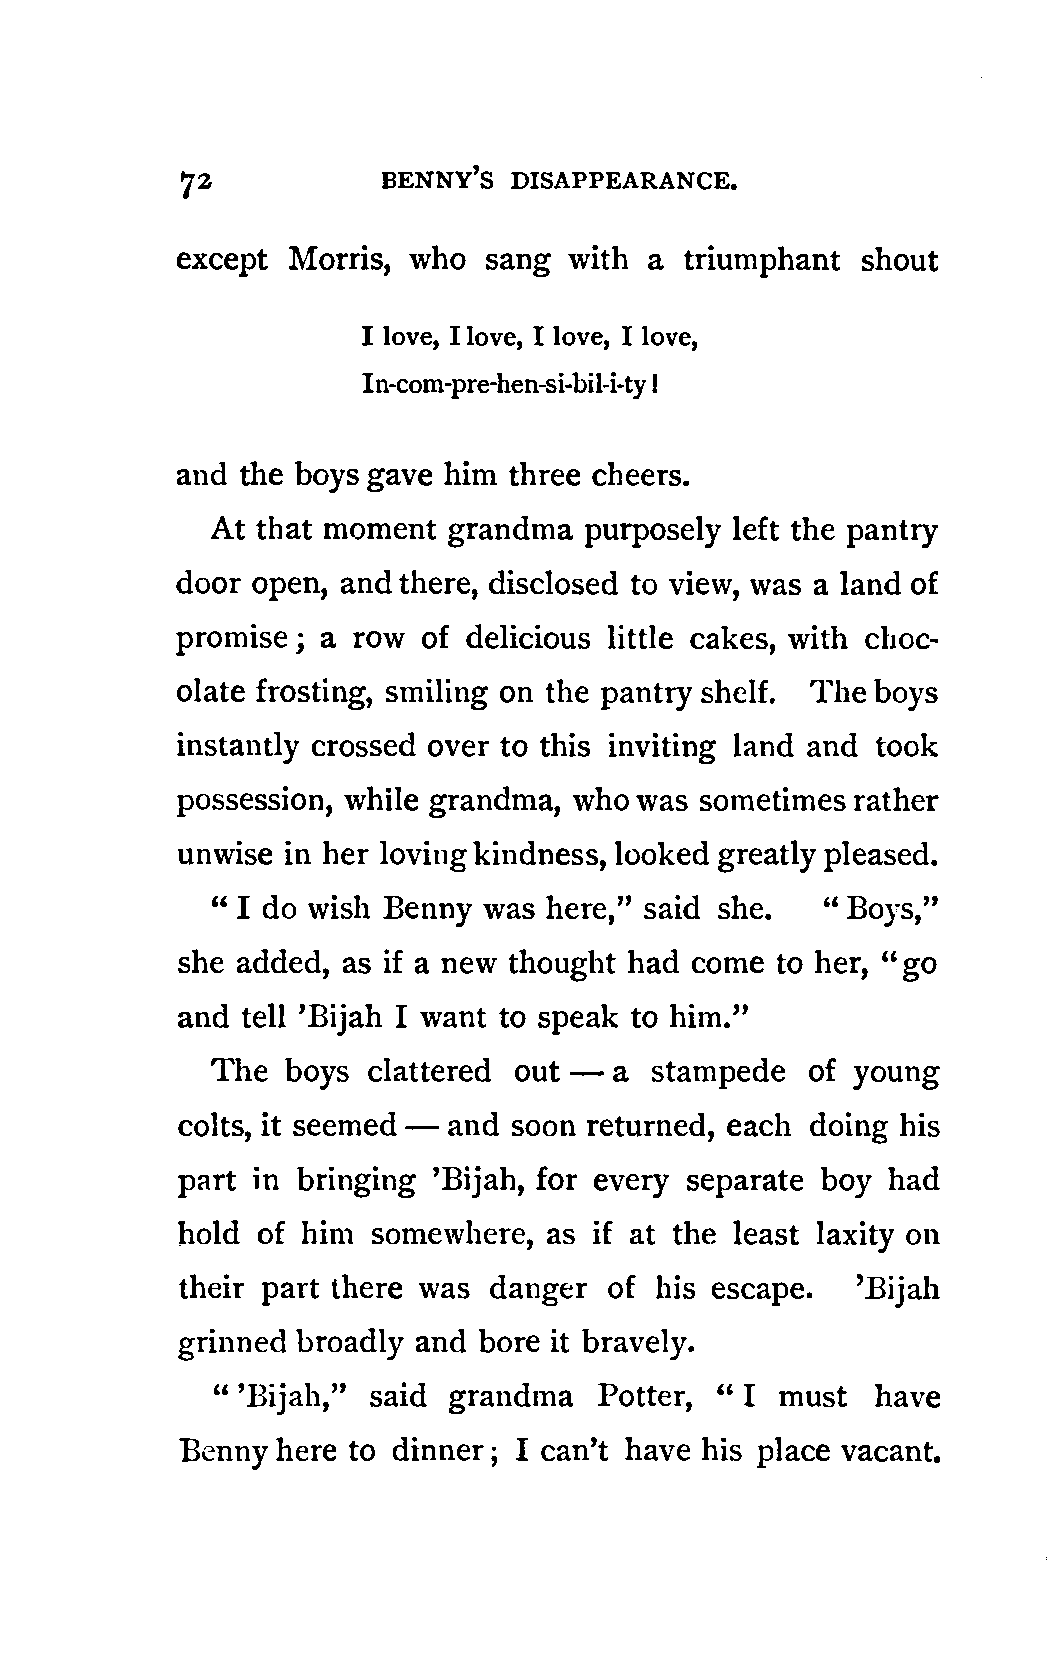 72 BENNY'S DISAPPEARANCE.
except Morris, who sang with a triumphant shout
I love, I love, I love, I love,
In-com-pre-hen-si-bil-i-ty!
and the boys gave him three cheers.
At that moment grandma purposely left the pantry
door open, and there, disclosed to view, was a land of
promise; a row of delicious little cakes, with choc-
olate frosting, smiling on the pantry shelf. The boys
instantly crossed over to this inviting land and took
possession, while grandma, who was sometimes rather
unwise in her loving kindness, looked greatly pleased.
"I do wish Benny was here," said she. "Boys,"
she added, as if a new thought had come to her, "go
and tell 'Bijah I want to speak to him."
The boys clattered out — a stampede of young
colts, it seemed — and soon returned, each doing his
part in bringing 'Bijah, for every separate boy had
hold of him somewhere, as if at the least laxity on
their part there was danger of his escape. 'Bijah
grinned broadly and bore it bravely.
"'Bijah," said grandma Potter, "I must have
Benny here to dinner; I can't have his place vacant.